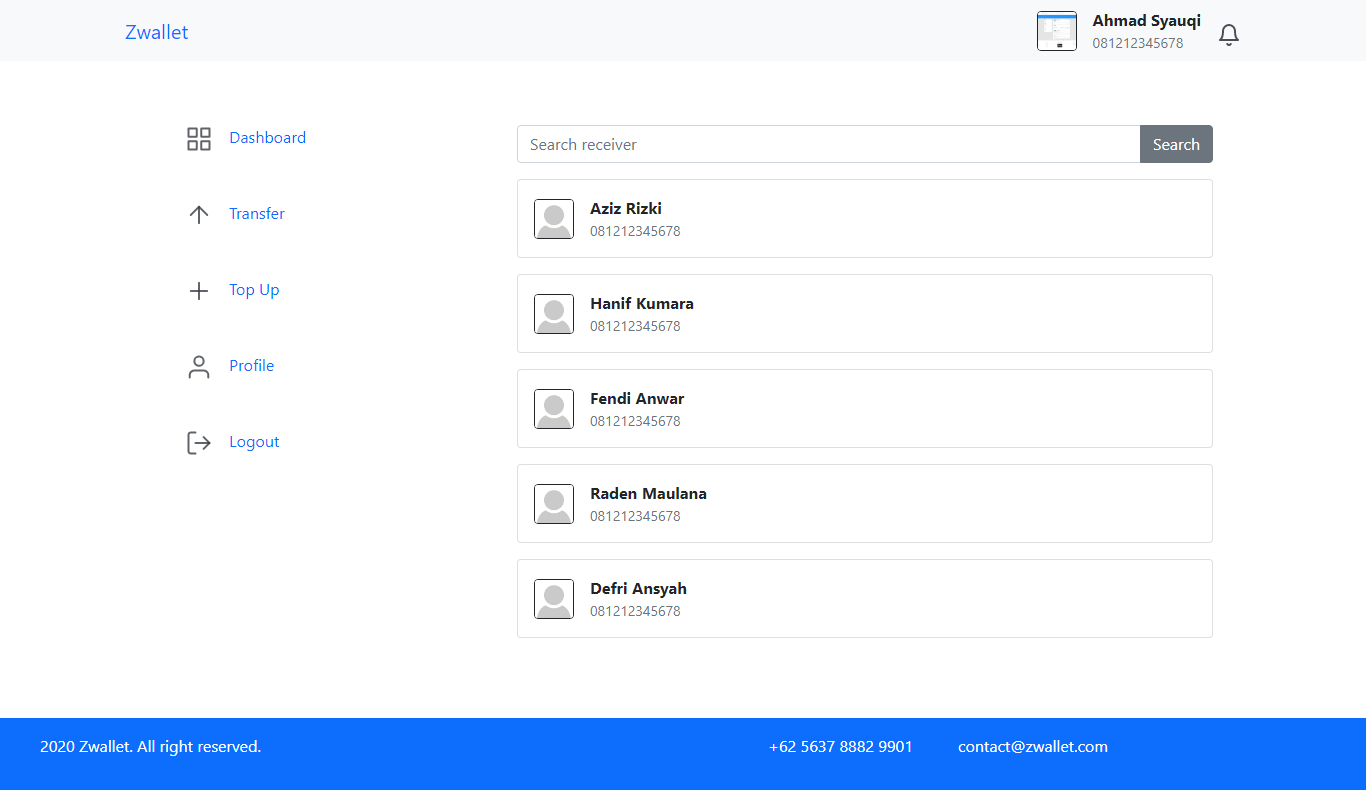 Zwallet
Ahmad Syauqi
081212345678
Dashboard
Transfer
Top Up
Profile
Logout
Search receiver
Search
Aziz Rizki
081212345678
Hanif Kumara
081212345678
Fendi Anwar
081212345678
Raden Maulana
081212345678
Defri Ansyah
081212345678
2020 Zwallet. All right reserved.
+62 5637 8882 9901
contact@zwallet.com